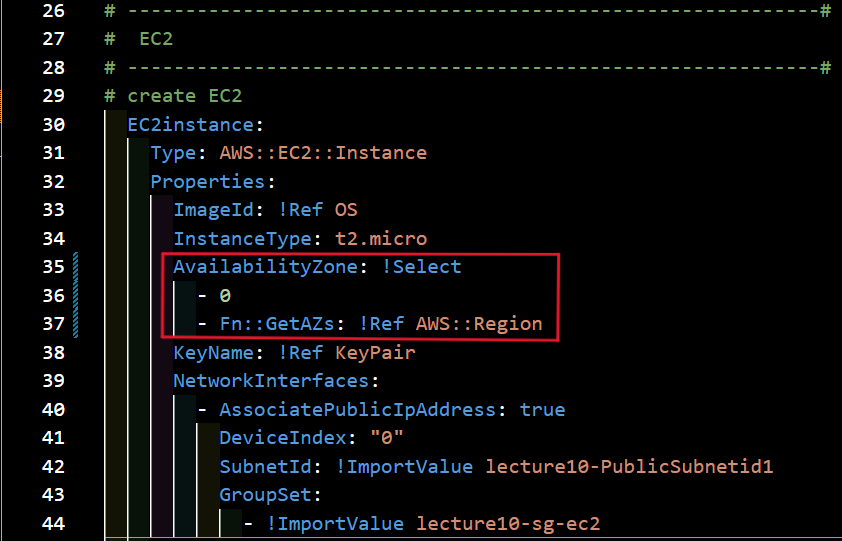 26 # ------------------------------------------------------------#
27 #  EC2
28 # ------------------------------------------------------------#
29 # create EC2
30   EC2instance:
31     Type: AWS::EC2::Instance
32     Properties:
33       ImageId: !Ref OS
34       InstanceType: t2.micro
35       AvailabilityZone: !Select
36         - 0
37         - Fn::GetAZs: !Ref AWS::Region
38       KeyName: !Ref KeyPair
39       NetworkInterfaces:
40         - AssociatePublicIpAddress: true
41           DeviceIndex: "0"
42           SubnetId: !ImportValue lecture10-PublicSubnetid1
43           GroupSet:
44             - !ImportValue lecture10-sg-ec2